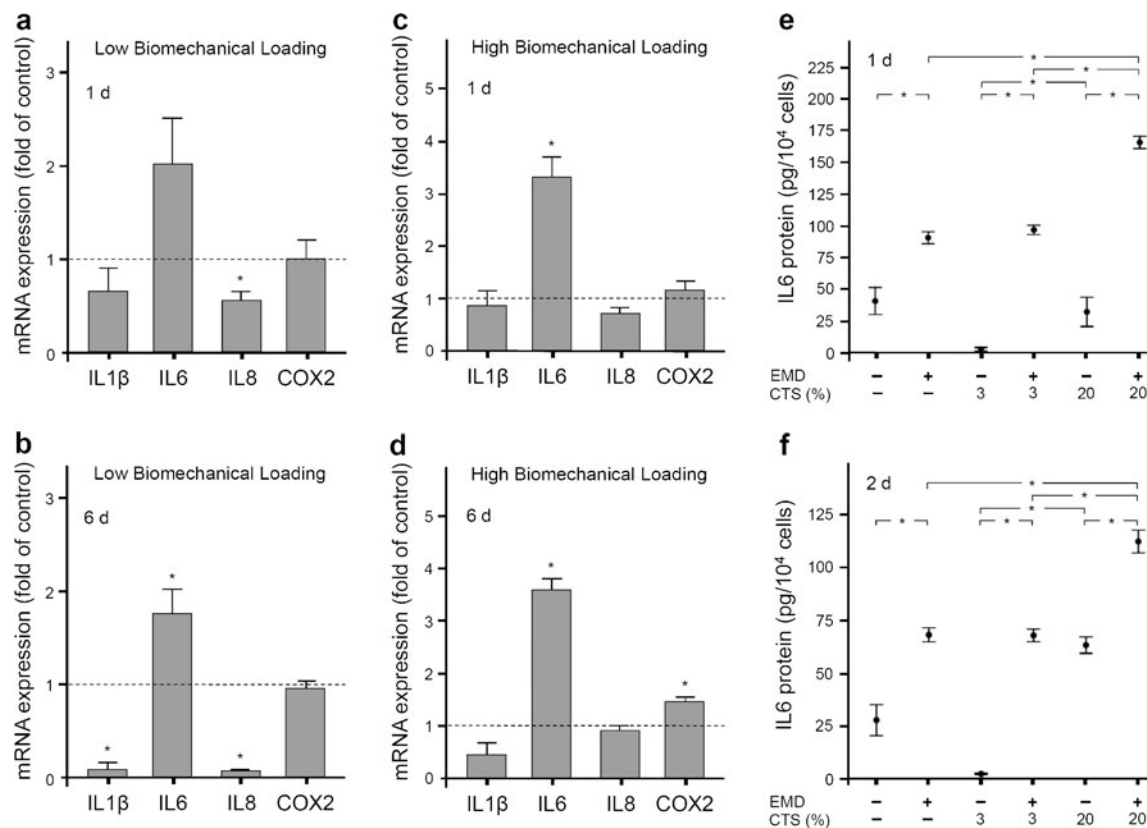 a
Low Biomechanical Loading
1 d
mRNA expression (fold of control)
3
2
1
0
*
IL1β IL6 IL8 COX2
c
High Biomechanical Loading
1 d
mRNA expression (fold of control)
5
4
3
2
1
0
*
IL1β IL6 IL8 COX2
e
1 d
IL6 protein (pg/10⁴ cells)
225
200
175
150
125
100
75
50
25
0
*
*
*
* * *
EMD − + − + − +
CTS (%) − − 3 3 20 20
b
Low Biomechanical Loading
6 d
mRNA expression (fold of control)
3
2
1
0
* * *
IL1β IL6 IL8 COX2
d
High Biomechanical Loading
6 d
mRNA expression (fold of control)
5
4
3
2
1
0
* *
IL1β IL6 IL8 COX2
f
2 d
IL6 protein (pg/10⁴ cells)
125
100
75
50
25
0
*
*
*
* * *
EMD − + − + − +
CTS (%) − − 3 3 20 20